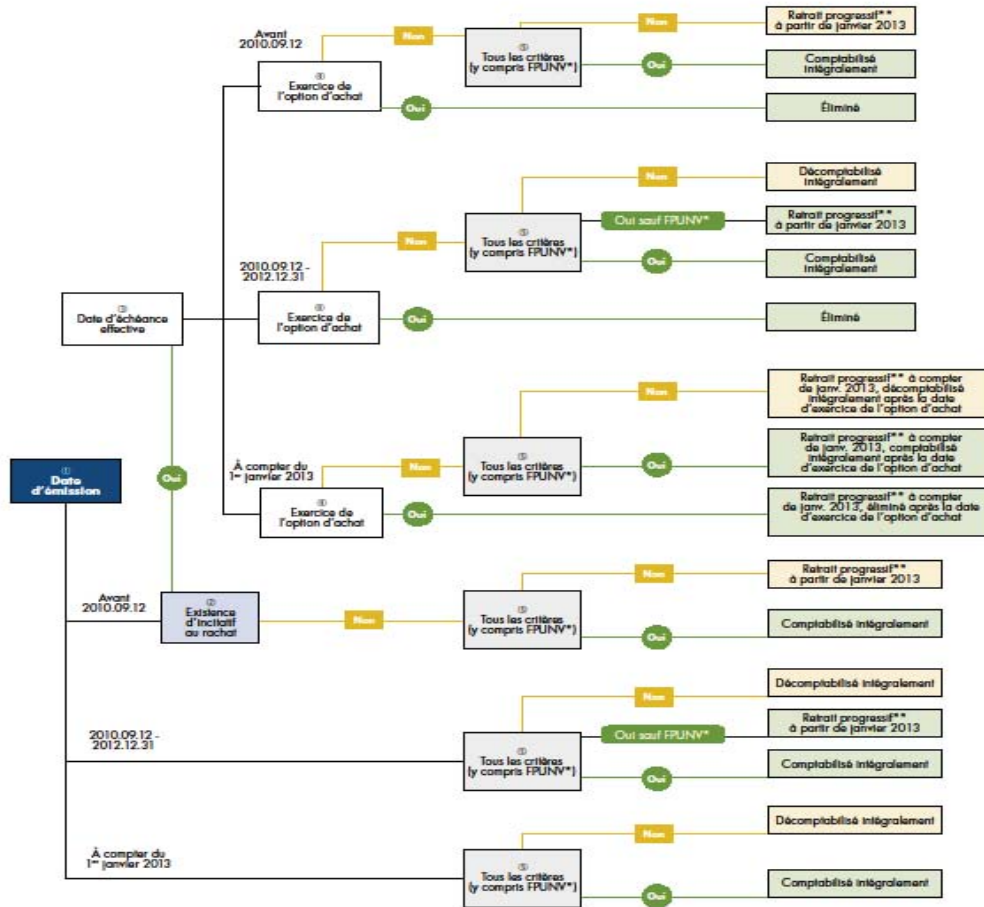 Avant
2010.09.12
Non
⑤
Tous les critères
(y compris FPUNV*)
Non
Retrait progressif**
à partir de janvier 2013
Oui
Comptabilisé
intégralement
④
Exercice de
l'option d'achat
Oui
Éliminé
2010.09.12 -
2012.12.31
Non
⑤
Tous les critères
(y compris FPUNV*)
Non
Décomptabilisé
intégralement
Oui sauf FPUNV*
Retrait progressif**
à partir de janvier 2013
Oui
Comptabilisé
intégralement
④
Exercice de
l'option d'achat
Oui
Éliminé
③
Date d'échéance
effective
À compter du
1er janvier 2013
Non
⑤
Tous les critères
(y compris FPUNV*)
Non
Retrait progressif** à compter
de janv. 2013, décomptabilisé
intégralement après la date
d'exercice de l'option d'achat
Oui
Retrait progressif** à compter
de janv. 2013, comptabilisé
intégralement après la date
d'exercice de l'option d'achat
④
Exercice de
l'option d'achat
Oui
Retrait progressif** à compter
de janv. 2013, éliminé après la date
d'exercice de l'option d'achat
①
Date
d'émission
Oui
Avant
2010.09.12
②
Existence
d'incitatif
au rachat
Non
⑤
Tous les critères
(y compris FPUNV*)
Non
Retrait progressif**
à partir de janvier 2013
Oui
Comptabilisé intégralement
2010.09.12 -
2012.12.31
⑤
Tous les critères
(y compris FPUNV*)
Non
Décomptabilisé intégralement
Oui sauf FPUNV*
Retrait progressif**
à partir de janvier 2013
Oui
Comptabilisé intégralement
À compter du
1er janvier 2013
⑤
Tous les critères
(y compris FPUNV*)
Non
Décomptabilisé intégralement
Oui
Comptabilisé intégralement